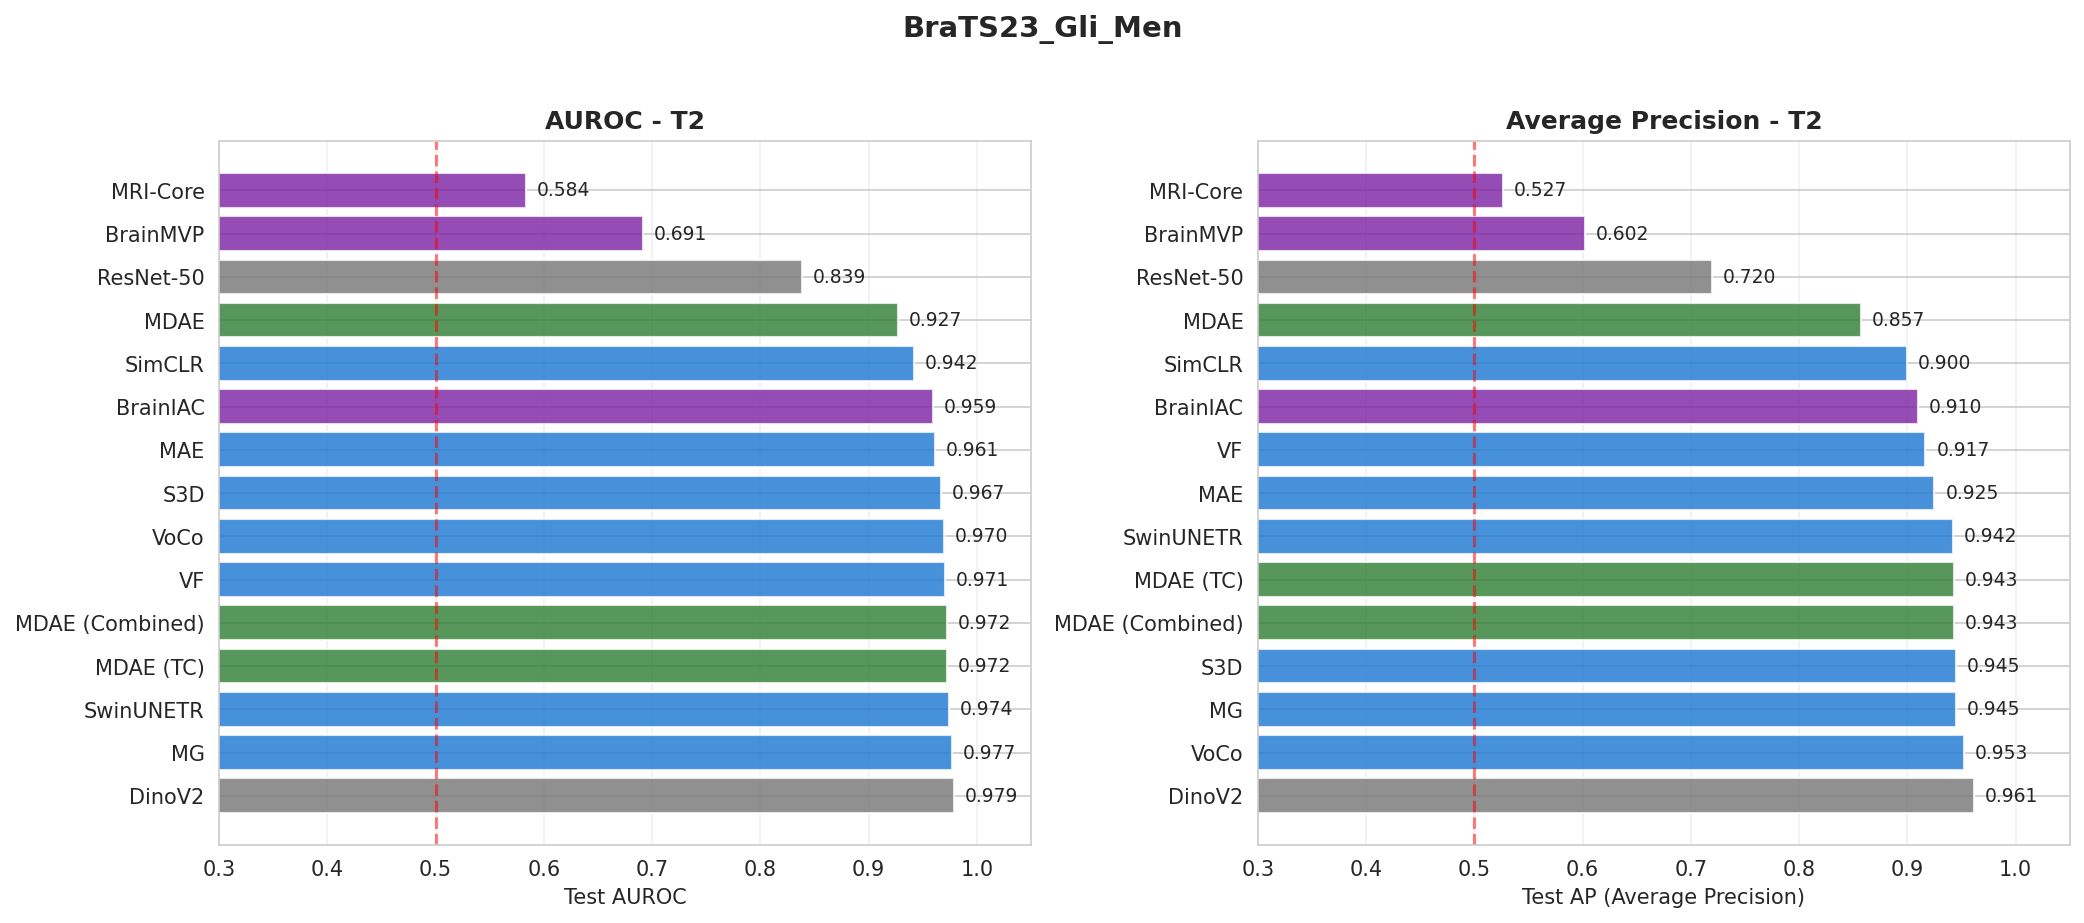 BraTS23_Gli_Men
AUROC - T2
MRI-Core 0.584
BrainMVP 0.691
ResNet-50 0.839
MDAE 0.927
SimCLR 0.942
BrainIAC 0.959
MAE 0.961
S3D 0.967
VoCo 0.970
VF 0.971
MDAE (Combined) 0.972
MDAE (TC) 0.972
SwinUNETR 0.974
MG 0.977
DinoV2 0.979
0.3 0.4 0.5 0.6 0.7 0.8 0.9 1.0
Test AUROC
Average Precision - T2
MRI-Core 0.527
BrainMVP 0.602
ResNet-50 0.720
MDAE 0.857
SimCLR 0.900
BrainIAC 0.910
VF 0.917
MAE 0.925
SwinUNETR 0.942
MDAE (TC) 0.943
MDAE (Combined) 0.943
S3D 0.945
MG 0.945
VoCo 0.953
DinoV2 0.961
0.3 0.4 0.5 0.6 0.7 0.8 0.9 1.0
Test AP (Average Precision)